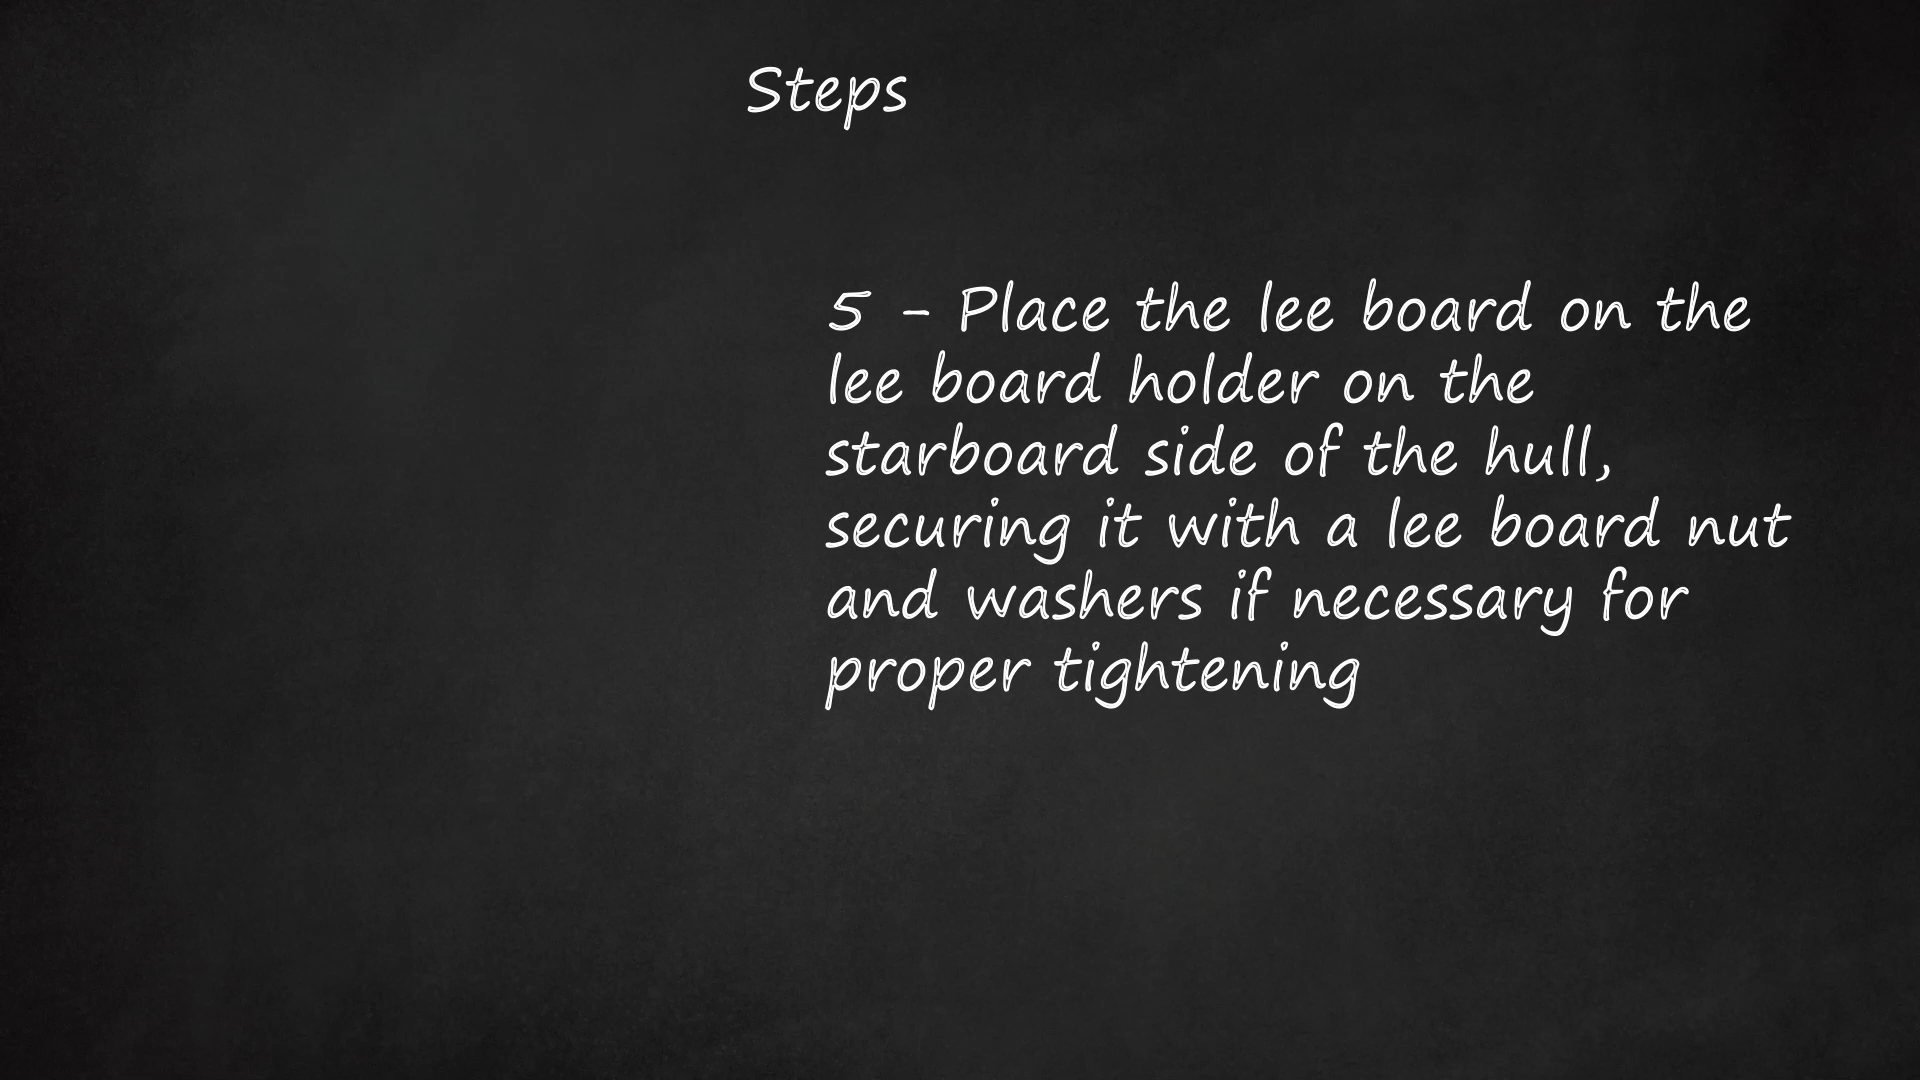 Steps
5 - Place the lee board on the
lee board holder on the
starboard side of the hull,
securing it with a lee board nut
and washers if necessary for
proper tightening